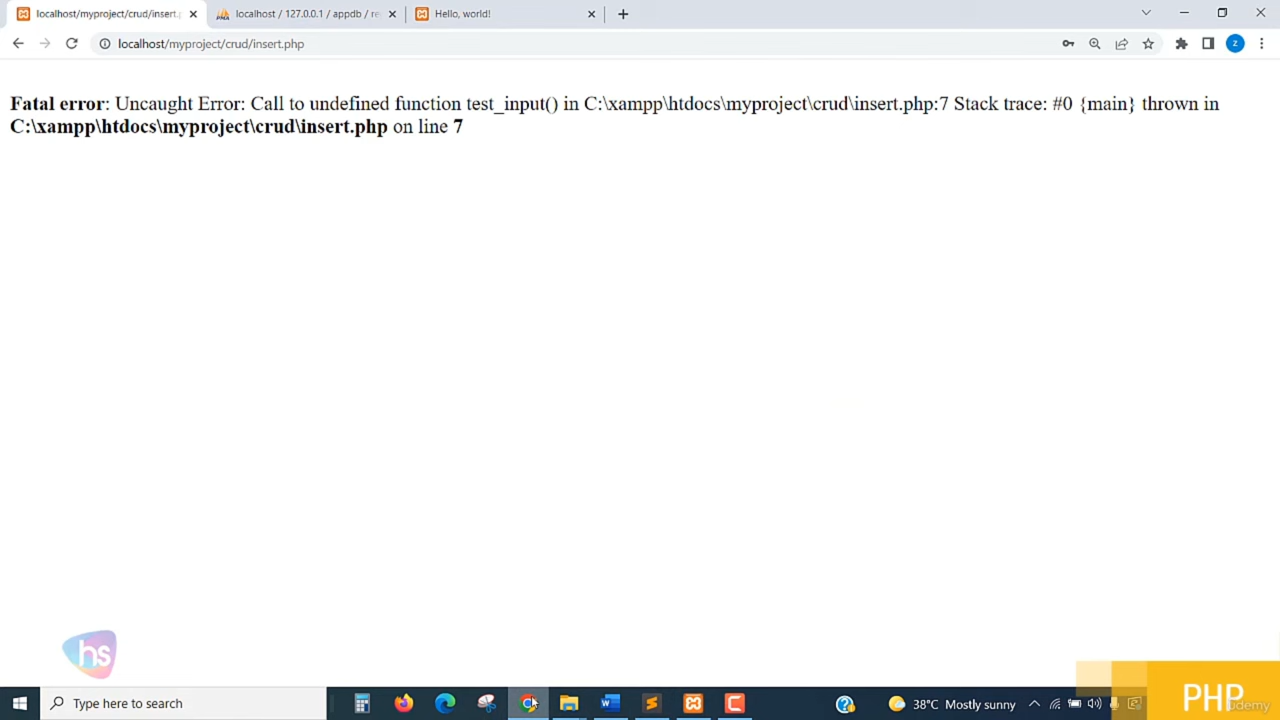 localhost/myproject/crud/insert.p
localhost / 127.0.0.1 / appdb / re
Hello, world!
localhost/myproject/crud/insert.php
z
Fatal error: Uncaught Error: Call to undefined function test_input() in C:\xampp\htdocs\myproject\crud\insert.php:7 Stack trace: #0 {main} thrown in
C:\xampp\htdocs\myproject\crud\insert.php on line 7
hs
Type here to search
38°C Mostly sunny
PHP
Udemy